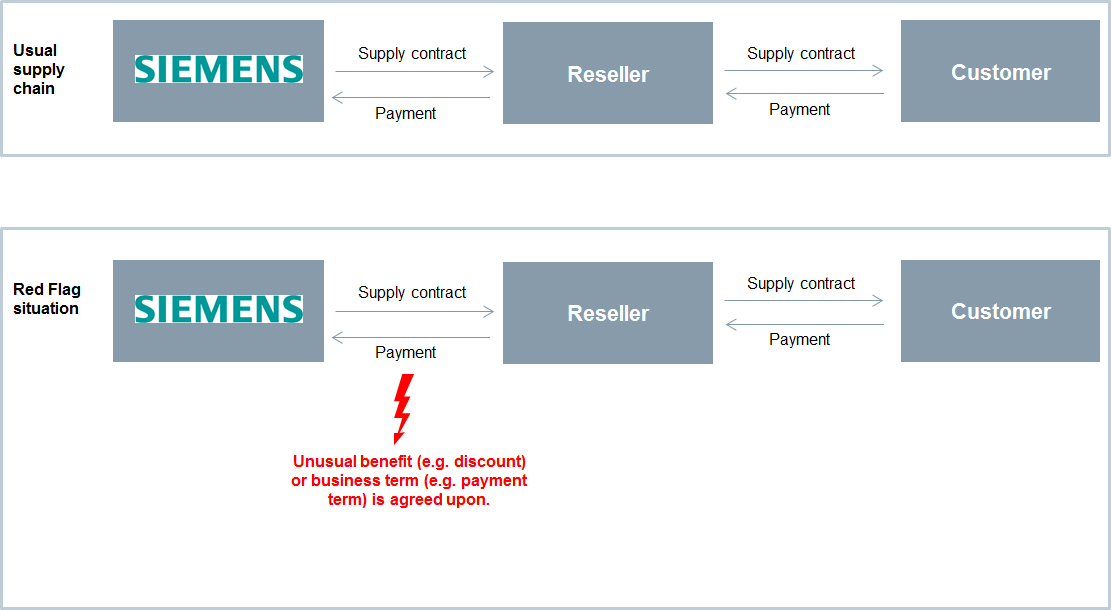 Usual
supply
chain
SIEMENS
Supply contract
Payment
Reseller
Supply contract
Payment
Customer
Red Flag
situation
SIEMENS
Supply contract
Payment
Reseller
Supply contract
Payment
Customer
Unusual benefit (e.g. discount)
or business term (e.g. payment
term) is agreed upon.